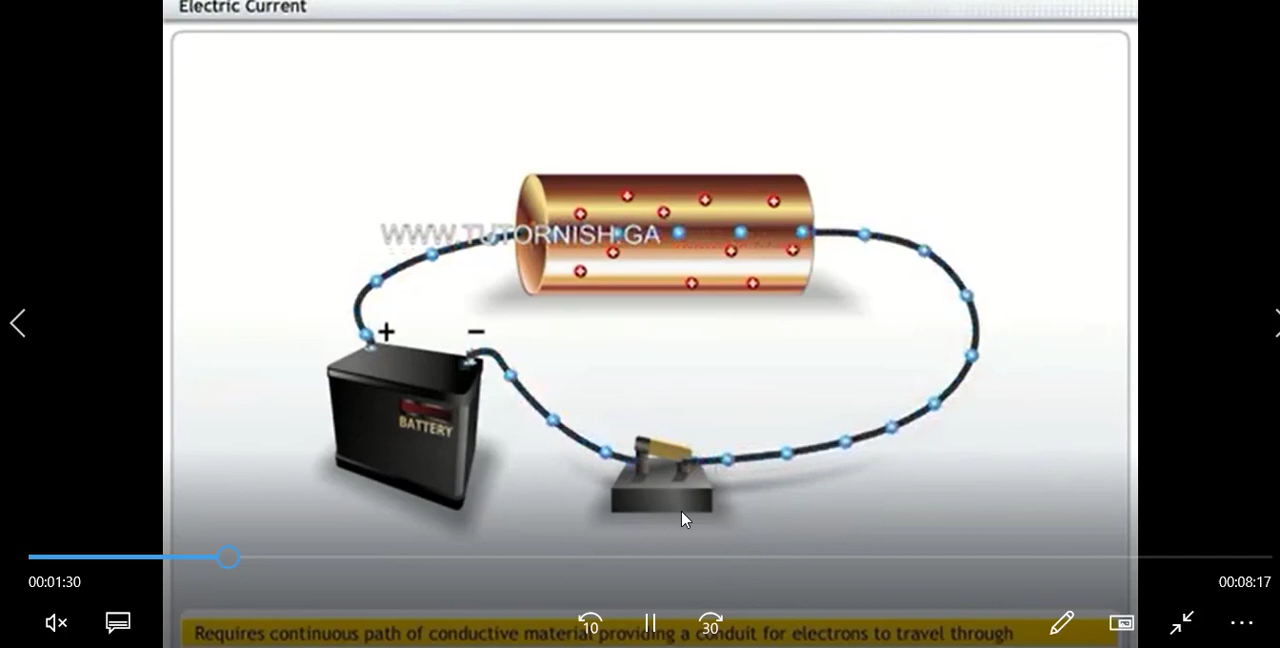 Electric Current
WWW.TUTORNISH.GA
+ −
BATTERY
00:01:30
00:08:17
10
30
Requires continuous path of conductive material providing a conduit for electrons to travel through